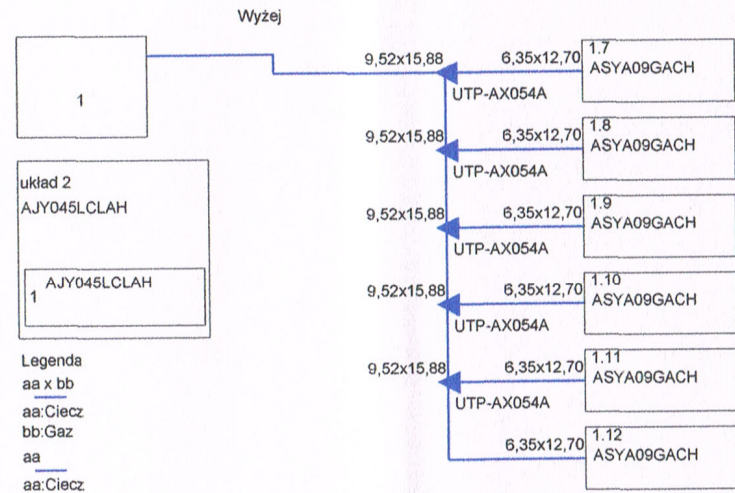 Wyżej
1
9,52x15,88
6,35x12,70
1.7
ASYA09GACH
UTP-AX054A
9,52x15,88
6,35x12,70
1.8
ASYA09GACH
UTP-AX054A
układ 2
AJY045LCLAH
9,52x15,88
6,35x12,70
1.9
ASYA09GACH
UTP-AX054A
AJY045LCLAH
1
9,52x15,88
6,35x12,70
1.10
ASYA09GACH
UTP-AX054A
Legenda
aa x bb
aa:Ciecz
bb:Gaz
aa
aa:Ciecz
9,52x15,88
6,35x12,70
1.11
ASYA09GACH
UTP-AX054A
6,35x12,70
1.12
ASYA09GACH